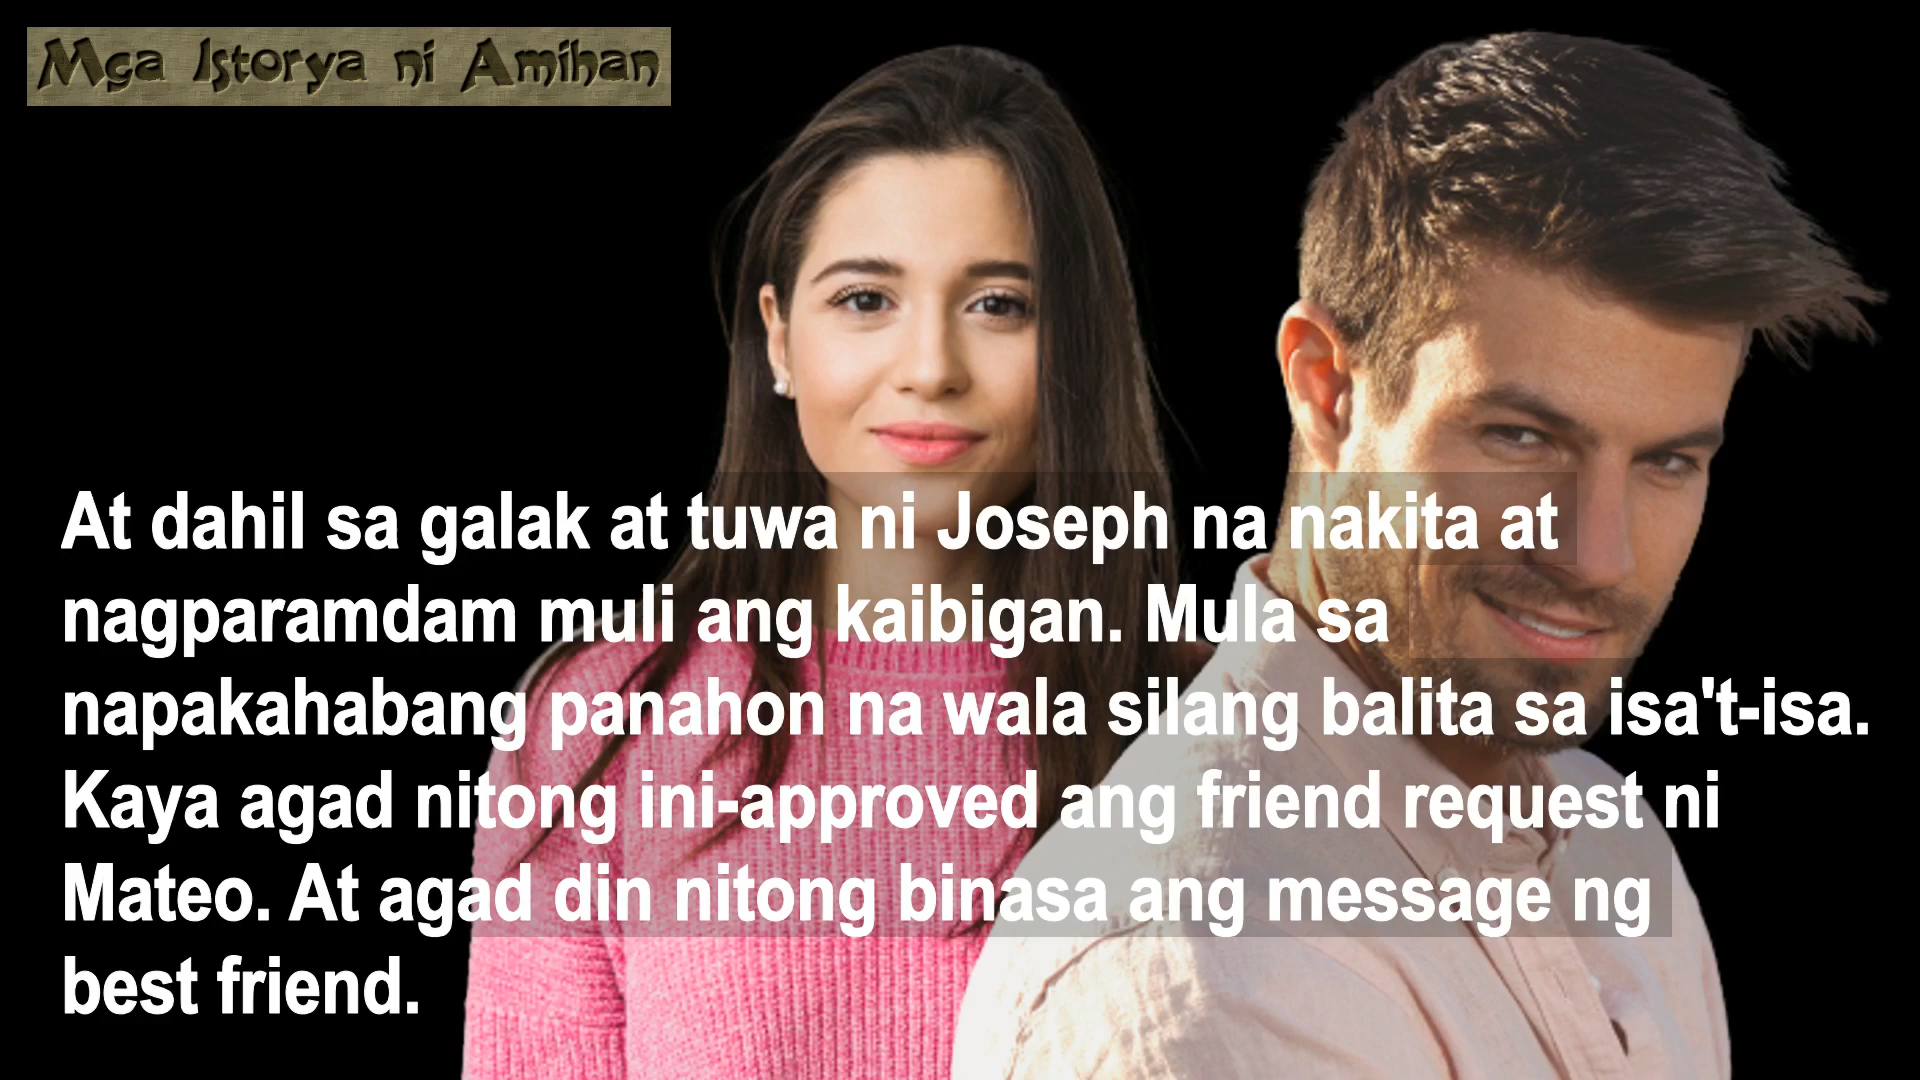 Mga Istorya ni Amihan
At dahil sa galak at tuwa ni Joseph na nakita at
nagparamdam muli ang kaibigan. Mula sa
napakahabang panahon na wala silang balita sa isa't-isa.
Kaya agad nitong ini-approved ang friend request ni
Mateo. At agad din nitong binasa ang message ng
best friend.